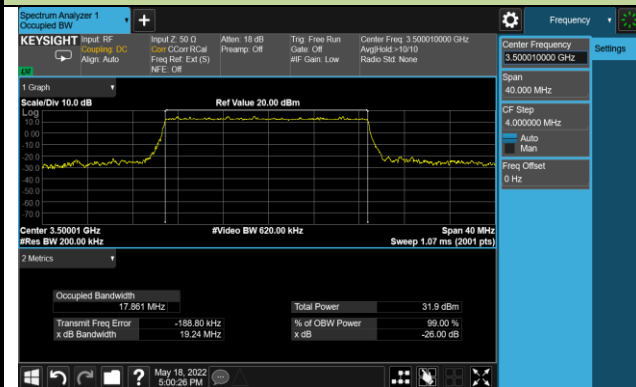 Spectrum Analyzer 1
Occupied BW
Frequency
KEYSIGHT
Input: RF
Coupling: DC
Align: Auto
Input Z: 50 Ω
Corr CCorr RCal
Freq Ref: Ext (S)
NFE: Off
Atten: 18 dB
Preamp: Off
Trig: Free Run
Gate: Off
#IF Gain: Low
Center Freq: 3.500010000 GHz
Avg|Hold:>10/10
Radio Std: None
Center Frequency
3.500010000 GHz
Settings
Span
40.000 MHz
CF Step
4.000000 MHz
Auto
Man
Freq Offset
0 Hz
1 Graph
Scale/Div 10.0 dB
Ref Value 20.00 dBm
Log
10.0
0.00
-10.0
-20.0
-30.0
-40.0
-50.0
-60.0
-70.0
Center 3.50001 GHz
#Video BW 620.00 kHz
Span 40 MHz
#Res BW 200.00 kHz
Sweep 1.07 ms (2001 pts)
2 Metrics
Occupied Bandwidth
17.861 MHz
Total Power
31.9 dBm
Transmit Freq Error
-188.80 kHz
% of OBW Power
99.00 %
x dB Bandwidth
19.24 MHz
x dB
-26.00 dB
May 18, 2022
5:00:26 PM